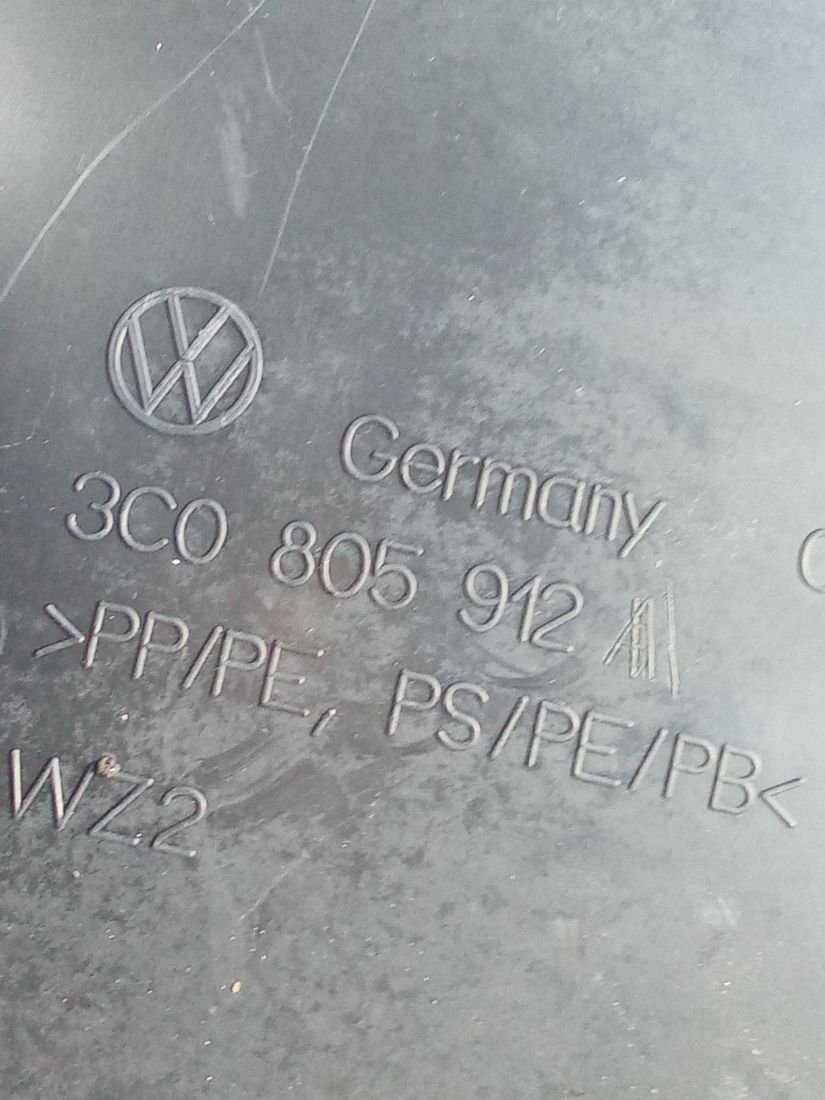 Germany
3C0 805 912
>PP/PE, PS/PE/PB<
WZ2